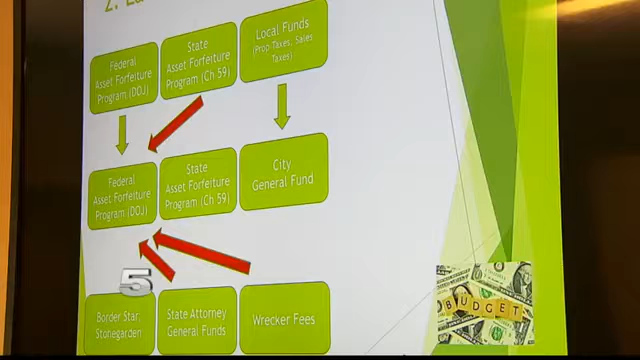 2.
Federal
Asset Forfeiture
Program (DOJ)
State
Asset Forfeiture
Program (Ch 59)
Local Funds
(Prop Taxes, Sales
Taxes)
Federal
Asset Forfeiture
Program (DOJ)
State
Asset Forfeiture
Program (Ch 59)
City
General Fund
5
Border Star,
Stonegarden
State Attorney
General Funds
Wrecker Fees
BUDGET